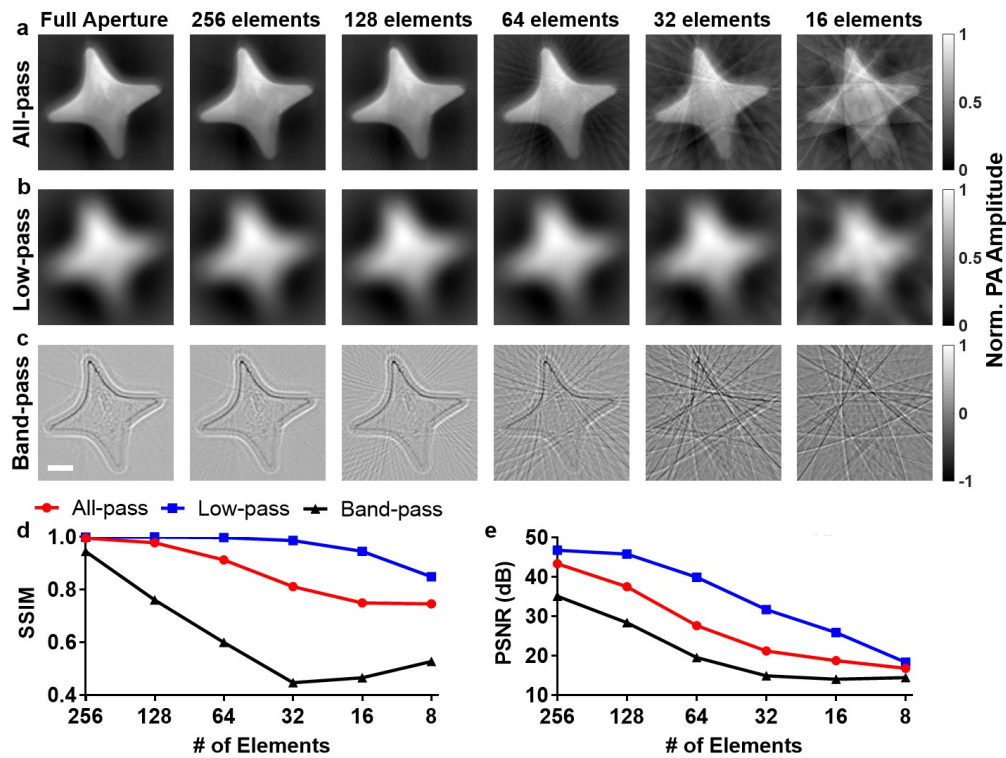 Full Aperture 256 elements 128 elements 64 elements 32 elements 16 elements
a
All-pass
1
0.5
0
b
Low-pass
1
0.5
0
Norm. PA Amplitude
c
Band-pass
1
0
-1
All-pass Low-pass Band-pass
d
SSIM
1.0
0.8
0.6
0.4
256 128 64 32 16 8
# of Elements
e
PSNR (dB)
50
40
30
20
10
256 128 64 32 16 8
# of Elements